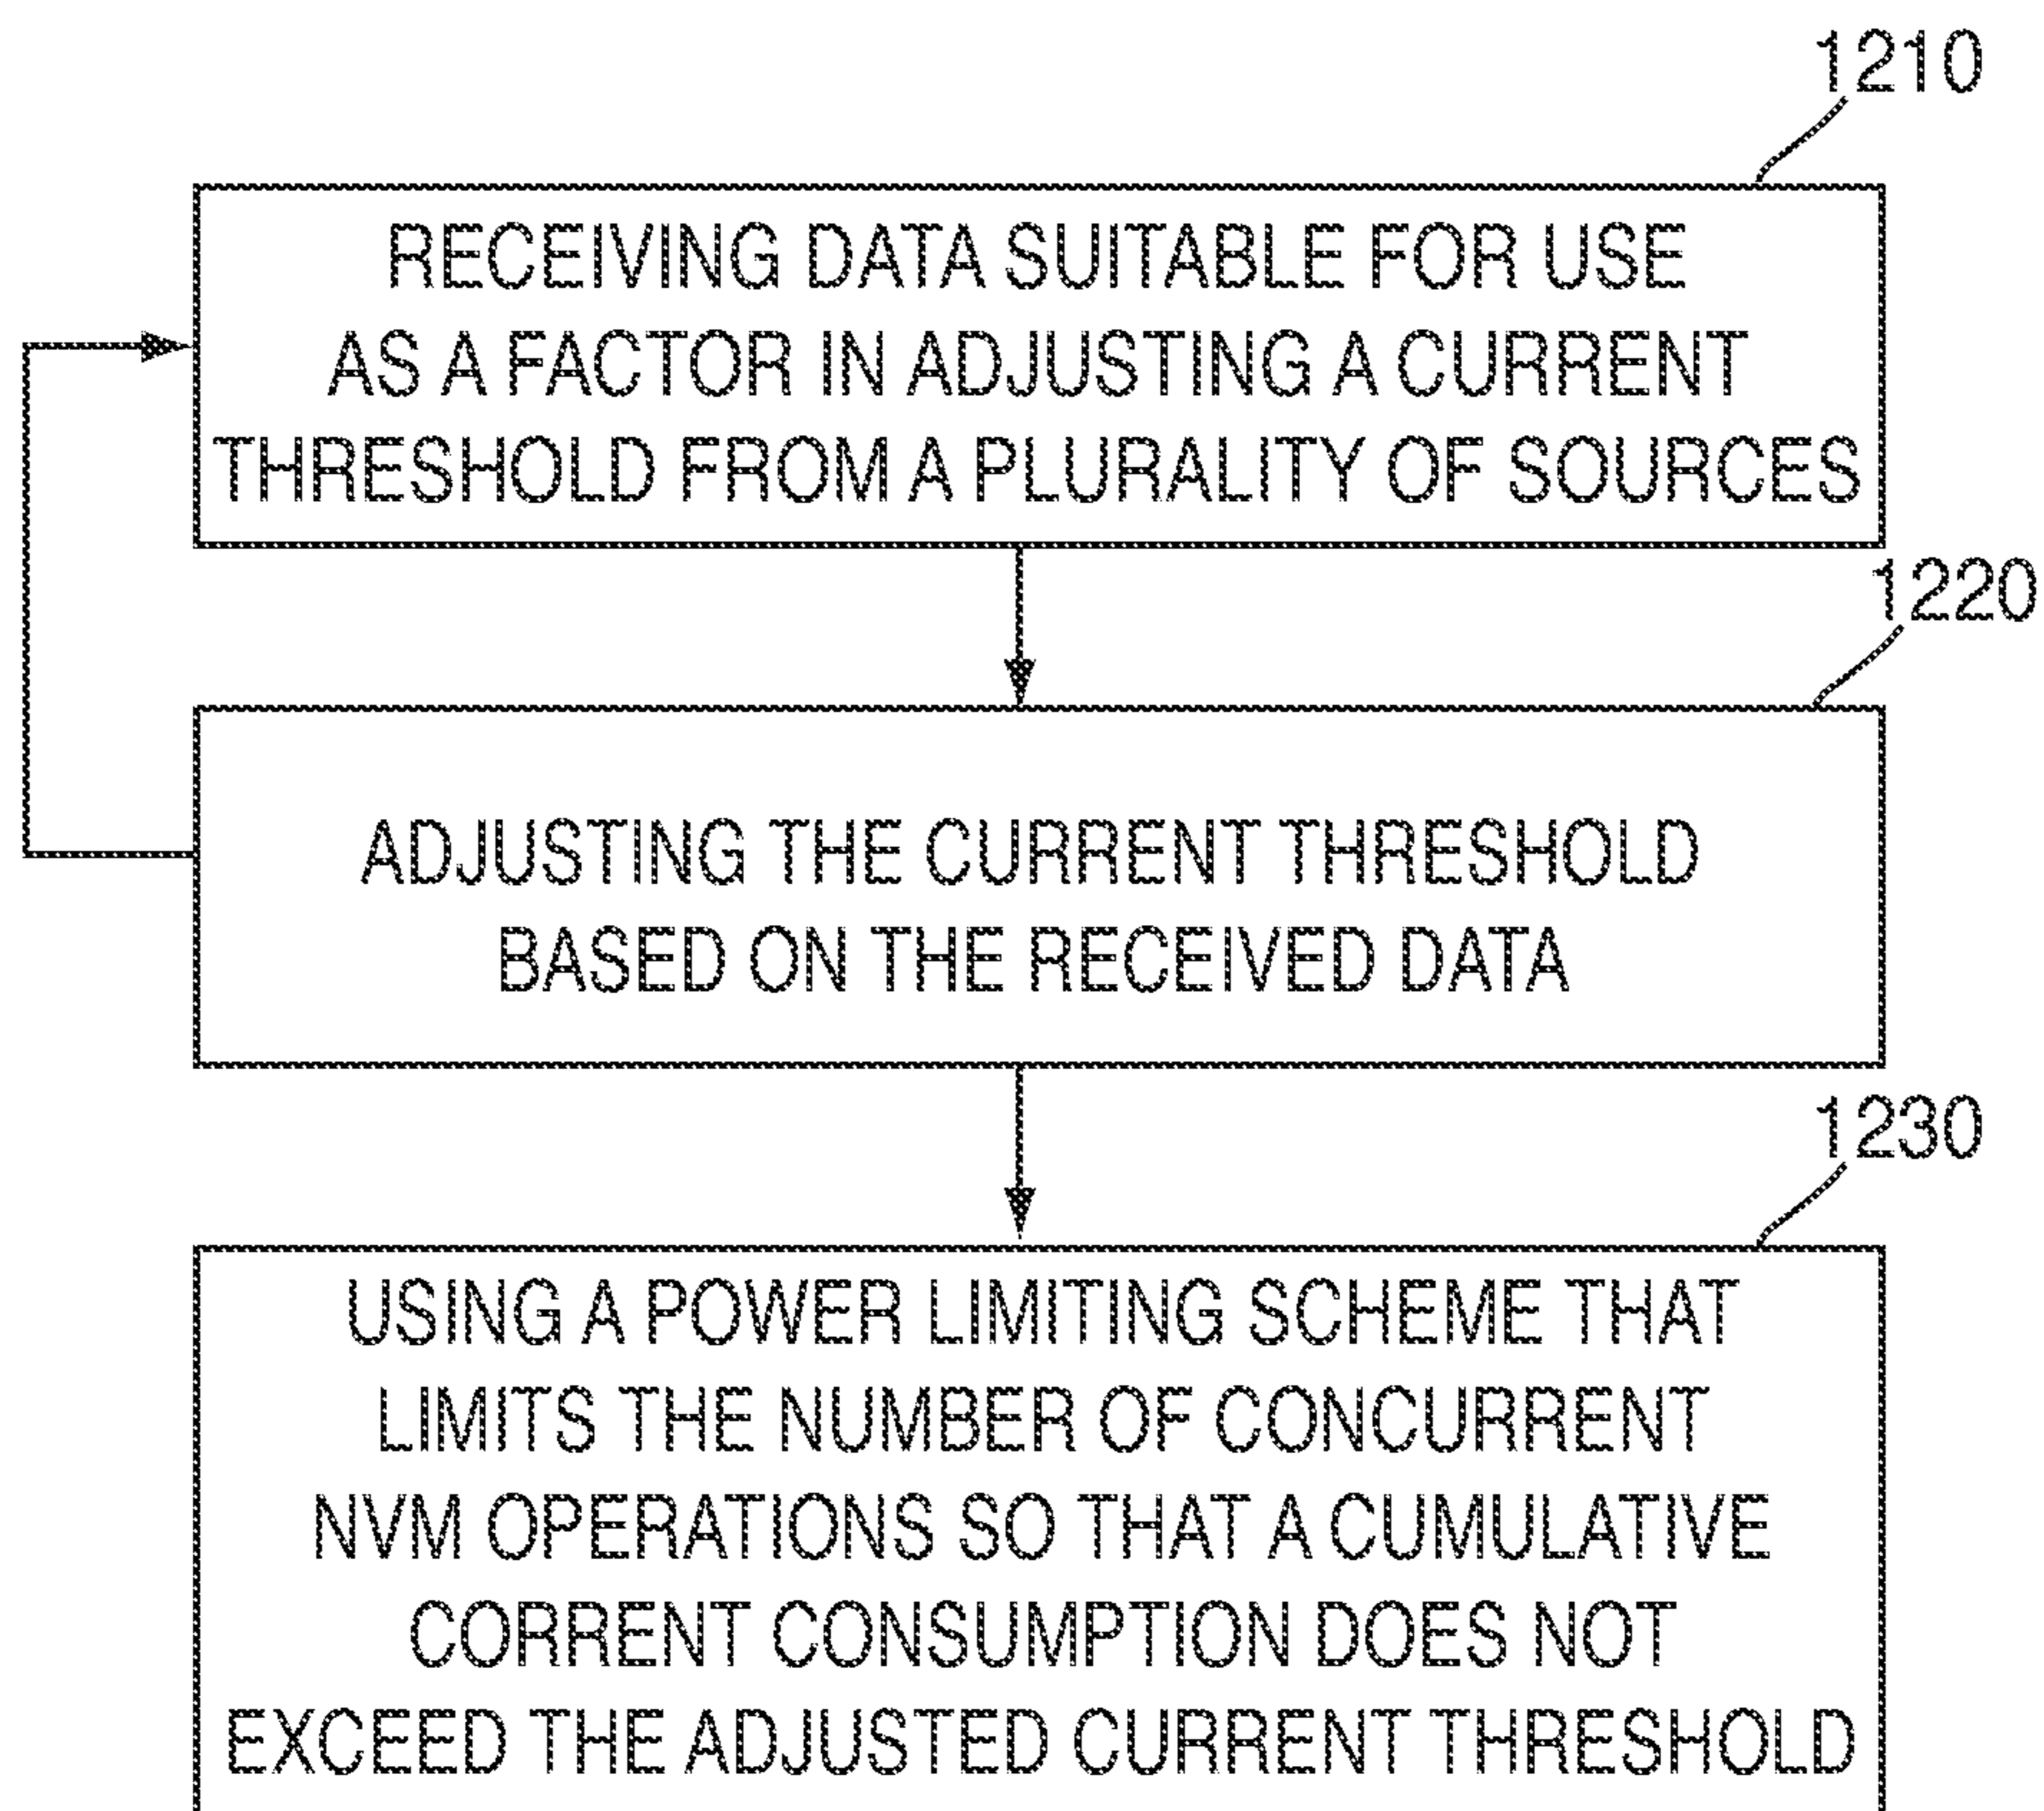 1210
RECEIVING DATA SUITABLE FOR USE
AS A FACTOR IN ADJUSTING A CURRENT
THRESHOLD FROM A PLURALITY OF SOURCES
1220
ADJUSTING THE CURRENT THRESHOLD
BASED ON THE RECEIVED DATA
1230
USING A POWER LIMITING SCHEME THAT
LIMITS THE NUMBER OF CONCURRENT
NVM OPERATIONS SO THAT A CUMULATIVE
CORRENT CONSUMPTION DOES NOT
EXCEED THE ADJUSTED CURRENT THRESHOLD